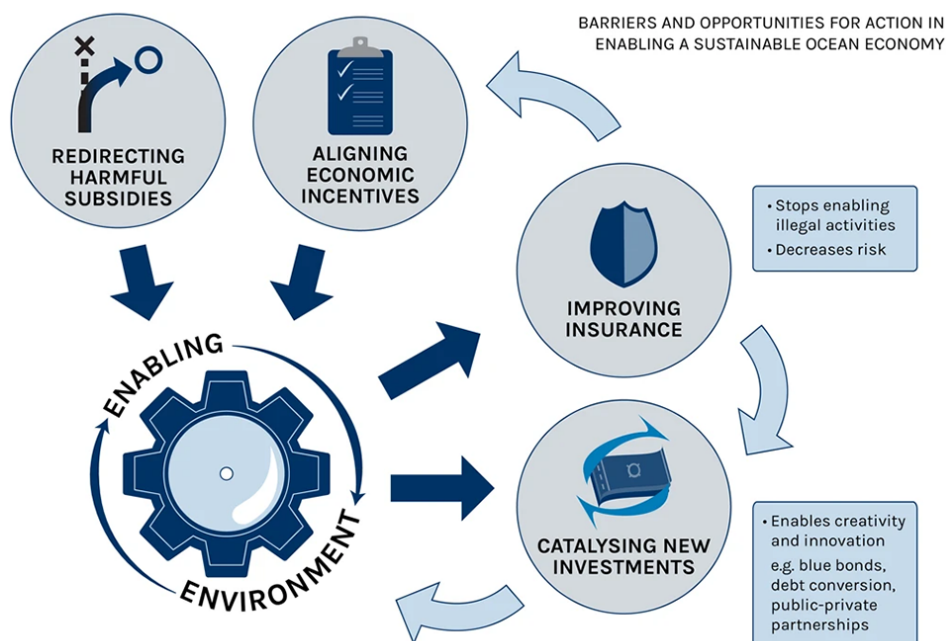 BARRIERS AND OPPORTUNITIES FOR ACTION IN
ENABLING A SUSTAINABLE OCEAN ECONOMY
REDIRECTING
HARMFUL
SUBSIDIES
ALIGNING
ECONOMIC
INCENTIVES
IMPROVING
INSURANCE
• Stops enabling
illegal activities
• Decreases risk
ENABLING
ENVIRONMENT
CATALYSING NEW
INVESTMENTS
• Enables creativity
and innovation
e.g. blue bonds,
debt conversion,
public-private
partnerships